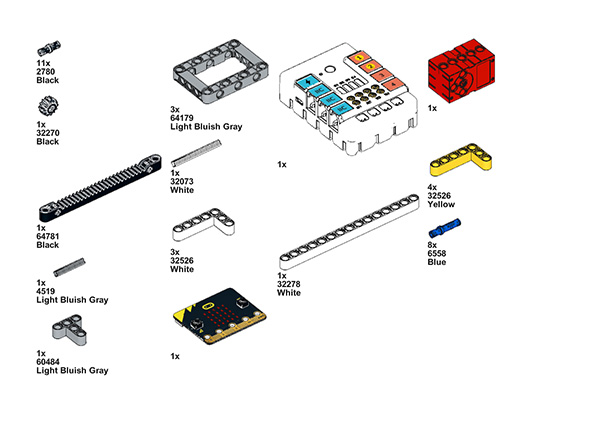 11x
2780
Black
1x
32270
Black
1x
64781
Black
1x
4519
Light Bluish Gray
1x
60484
Light Bluish Gray
3x
64179
Light Bluish Gray
1x
32073
White
3x
32526
White
1x
1x
1x
32278
White
1x
4x
32526
Yellow
8x
6558
Blue